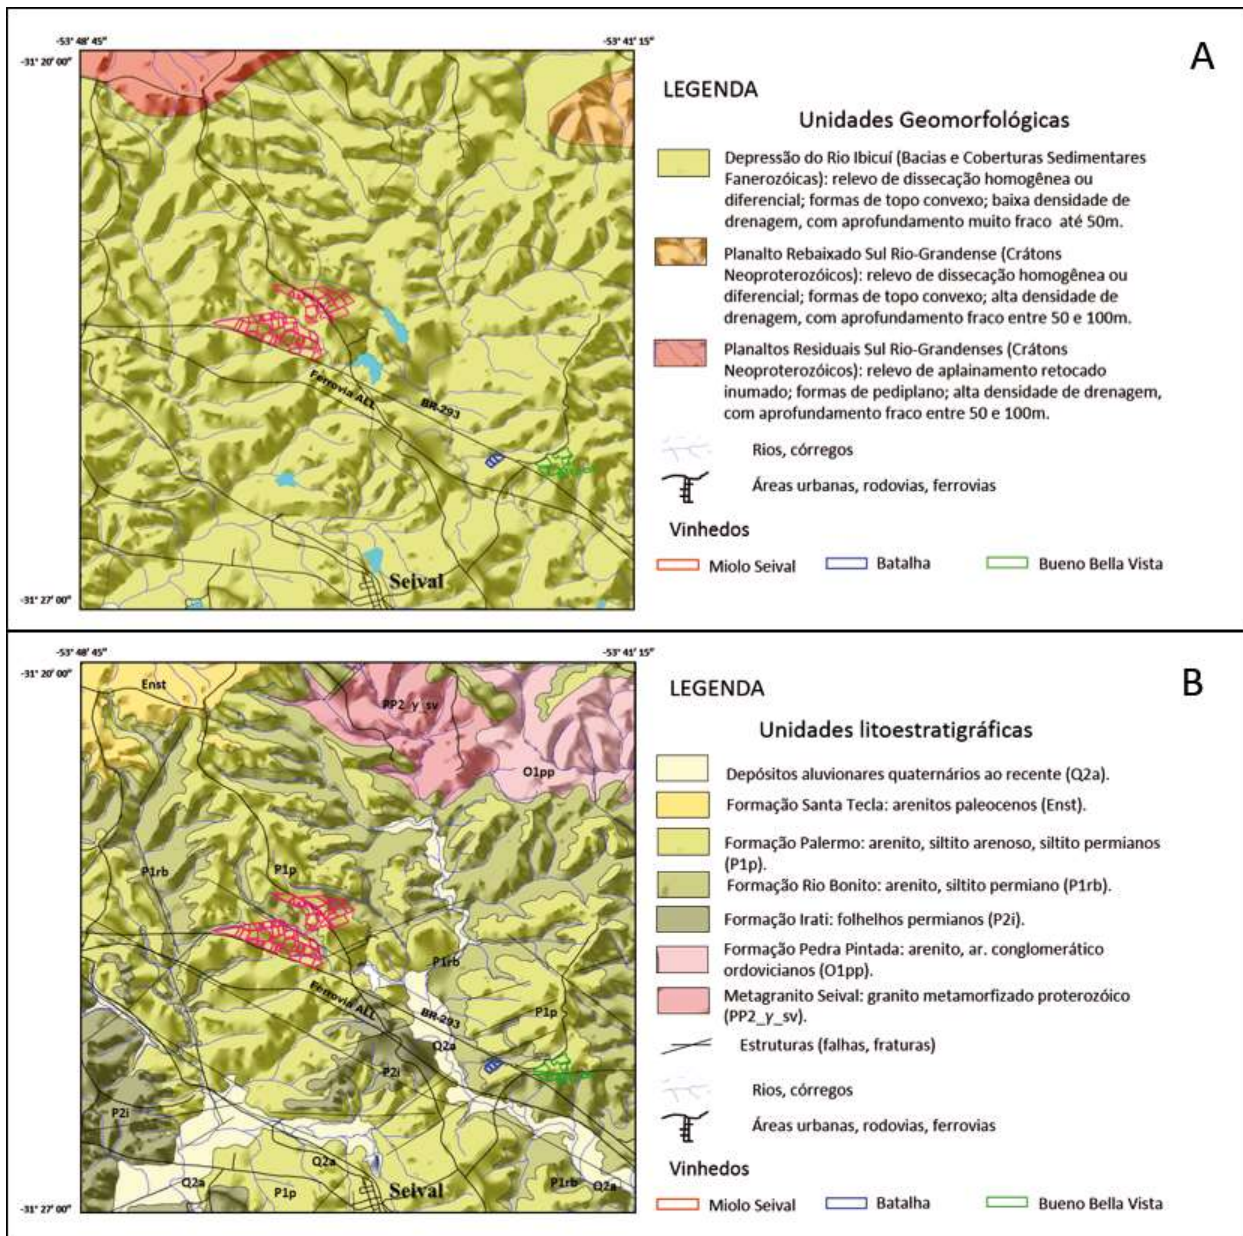 A
-53° 48' 45"
-53° 41' 15"
-31° 20' 00"
-31° 27' 00"
Ferrovia ALL
BR-293
Seival
LEGENDA
Unidades Geomorfológicas
Depressão do Rio Ibicuí (Bacias e Coberturas Sedimentares
Fanerozóicas): relevo de dissecação homogênea ou
diferencial; formas de topo convexo; baixa densidade de
drenagem, com aprofundamento muito fraco até 50m.
Planalto Rebaixado Sul Rio-Grandense (Crátons
Neoproterozóicos): relevo de dissecação homogênea ou
diferencial; formas de topo convexo; alta densidade de
drenagem, com aprofundamento fraco entre 50 e 100m.
Planaltos Residuais Sul Rio-Grandenses (Crátons
Neoproterozóicos): relevo de aplainamento retocado
inumado; formas de pediplano; alta densidade de drenagem,
com aprofundamento fraco entre 50 e 100m.
Rios, córregos
Áreas urbanas, rodovias, ferrovias
Vinhedos
Miolo Seival
Batalha
Bueno Bella Vista
B
-53° 48' 45"
-53° 41' 15"
-31° 20' 00"
-31° 27' 00"
Enst
PP2_γ_sv
O1pp
P1rb
P1p
P1rb
P1p
Ferrovia ALL
BR-293
Q2a
P2i
P2i
Q2a
Q2a
P1p
Seival
P1rb
Q2a
LEGENDA
Unidades litoestratigráficas
Depósitos aluvionares quaternários ao recente (Q2a).
Formação Santa Tecla: arenitos paleocenos (Enst).
Formação Palermo: arenito, siltito arenoso, siltito permianos
(P1p).
Formação Rio Bonito: arenito, siltito permiano (P1rb).
Formação Irati: folhelhos permianos (P2i).
Formação Pedra Pintada: arenito, ar. conglomerático
ordovicianos (O1pp).
Metagranito Seival: granito metamorfizado proterozóico
(PP2_γ_sv).
Estruturas (falhas, fraturas)
Rios, córregos
Áreas urbanas, rodovias, ferrovias
Vinhedos
Miolo Seival
Batalha
Bueno Bella Vista